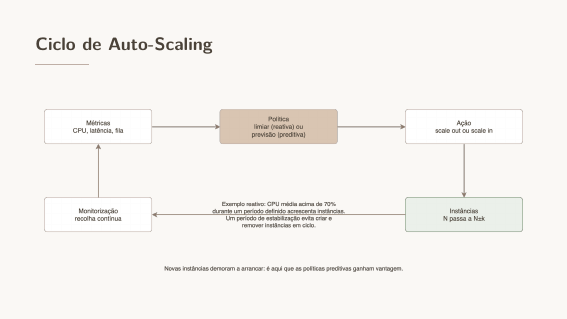 Ciclo de Auto-Scaling
Métricas
CPU, latência, fila
Política
limiar (reativa) ou
previsão (preditiva)
Ação
scale out ou scale in
Monitorização
recolha contínua
Exemplo reativo: CPU média acima de 70%
durante um período definido acrescenta instâncias.
Um período de estabilização evita criar e
remover instâncias em ciclo.
Instâncias
N passa a N±k
Novas instâncias demoram a arrancar: é aqui que as políticas preditivas ganham vantagem.